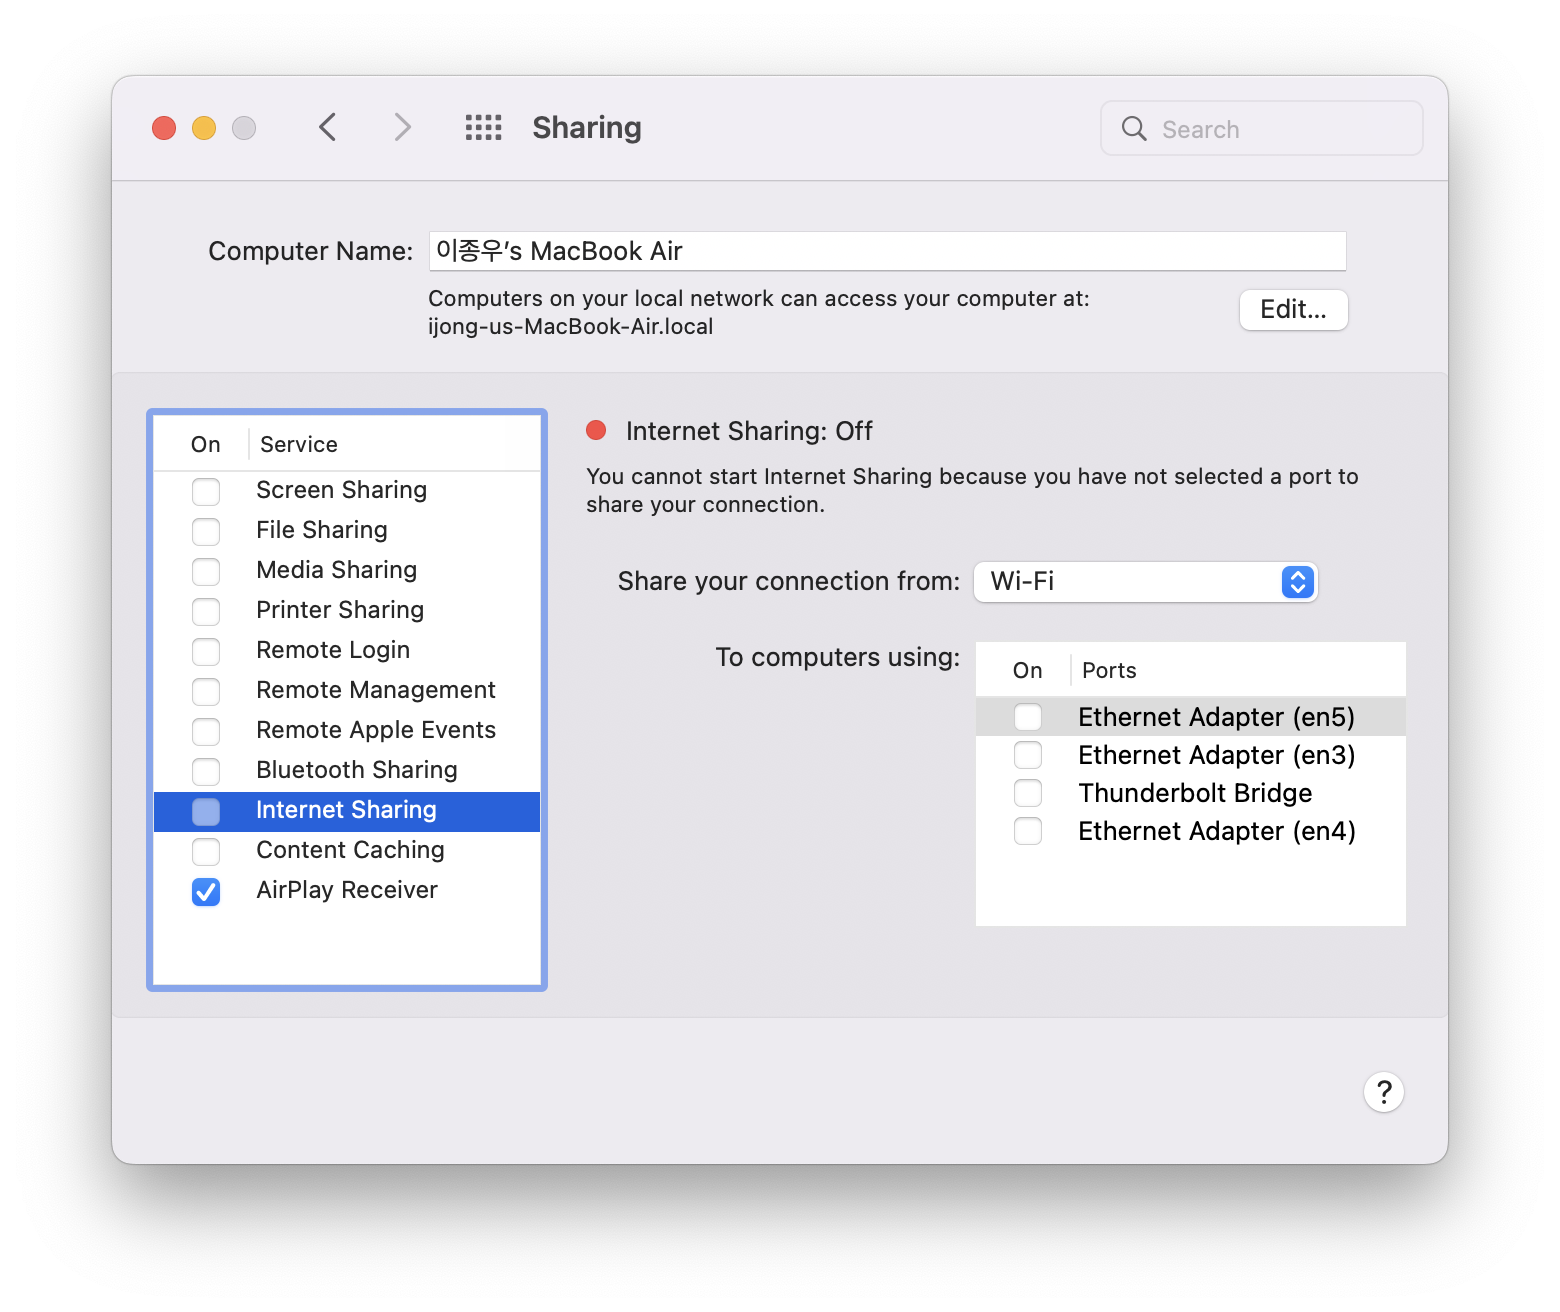 Sharing
Search
Computer Name: 이종우's MacBook Air
Computers on your local network can access your computer at:
ijong-us-MacBook-Air.local
Edit...
On Service
Screen Sharing
File Sharing
Media Sharing
Printer Sharing
Remote Login
Remote Management
Remote Apple Events
Bluetooth Sharing
Internet Sharing
Content Caching
AirPlay Receiver
Internet Sharing: Off
You cannot start Internet Sharing because you have not selected a port to
share your connection.
Share your connection from: Wi-Fi
To computers using:
On Ports
Ethernet Adapter (en5)
Ethernet Adapter (en3)
Thunderbolt Bridge
Ethernet Adapter (en4)
?